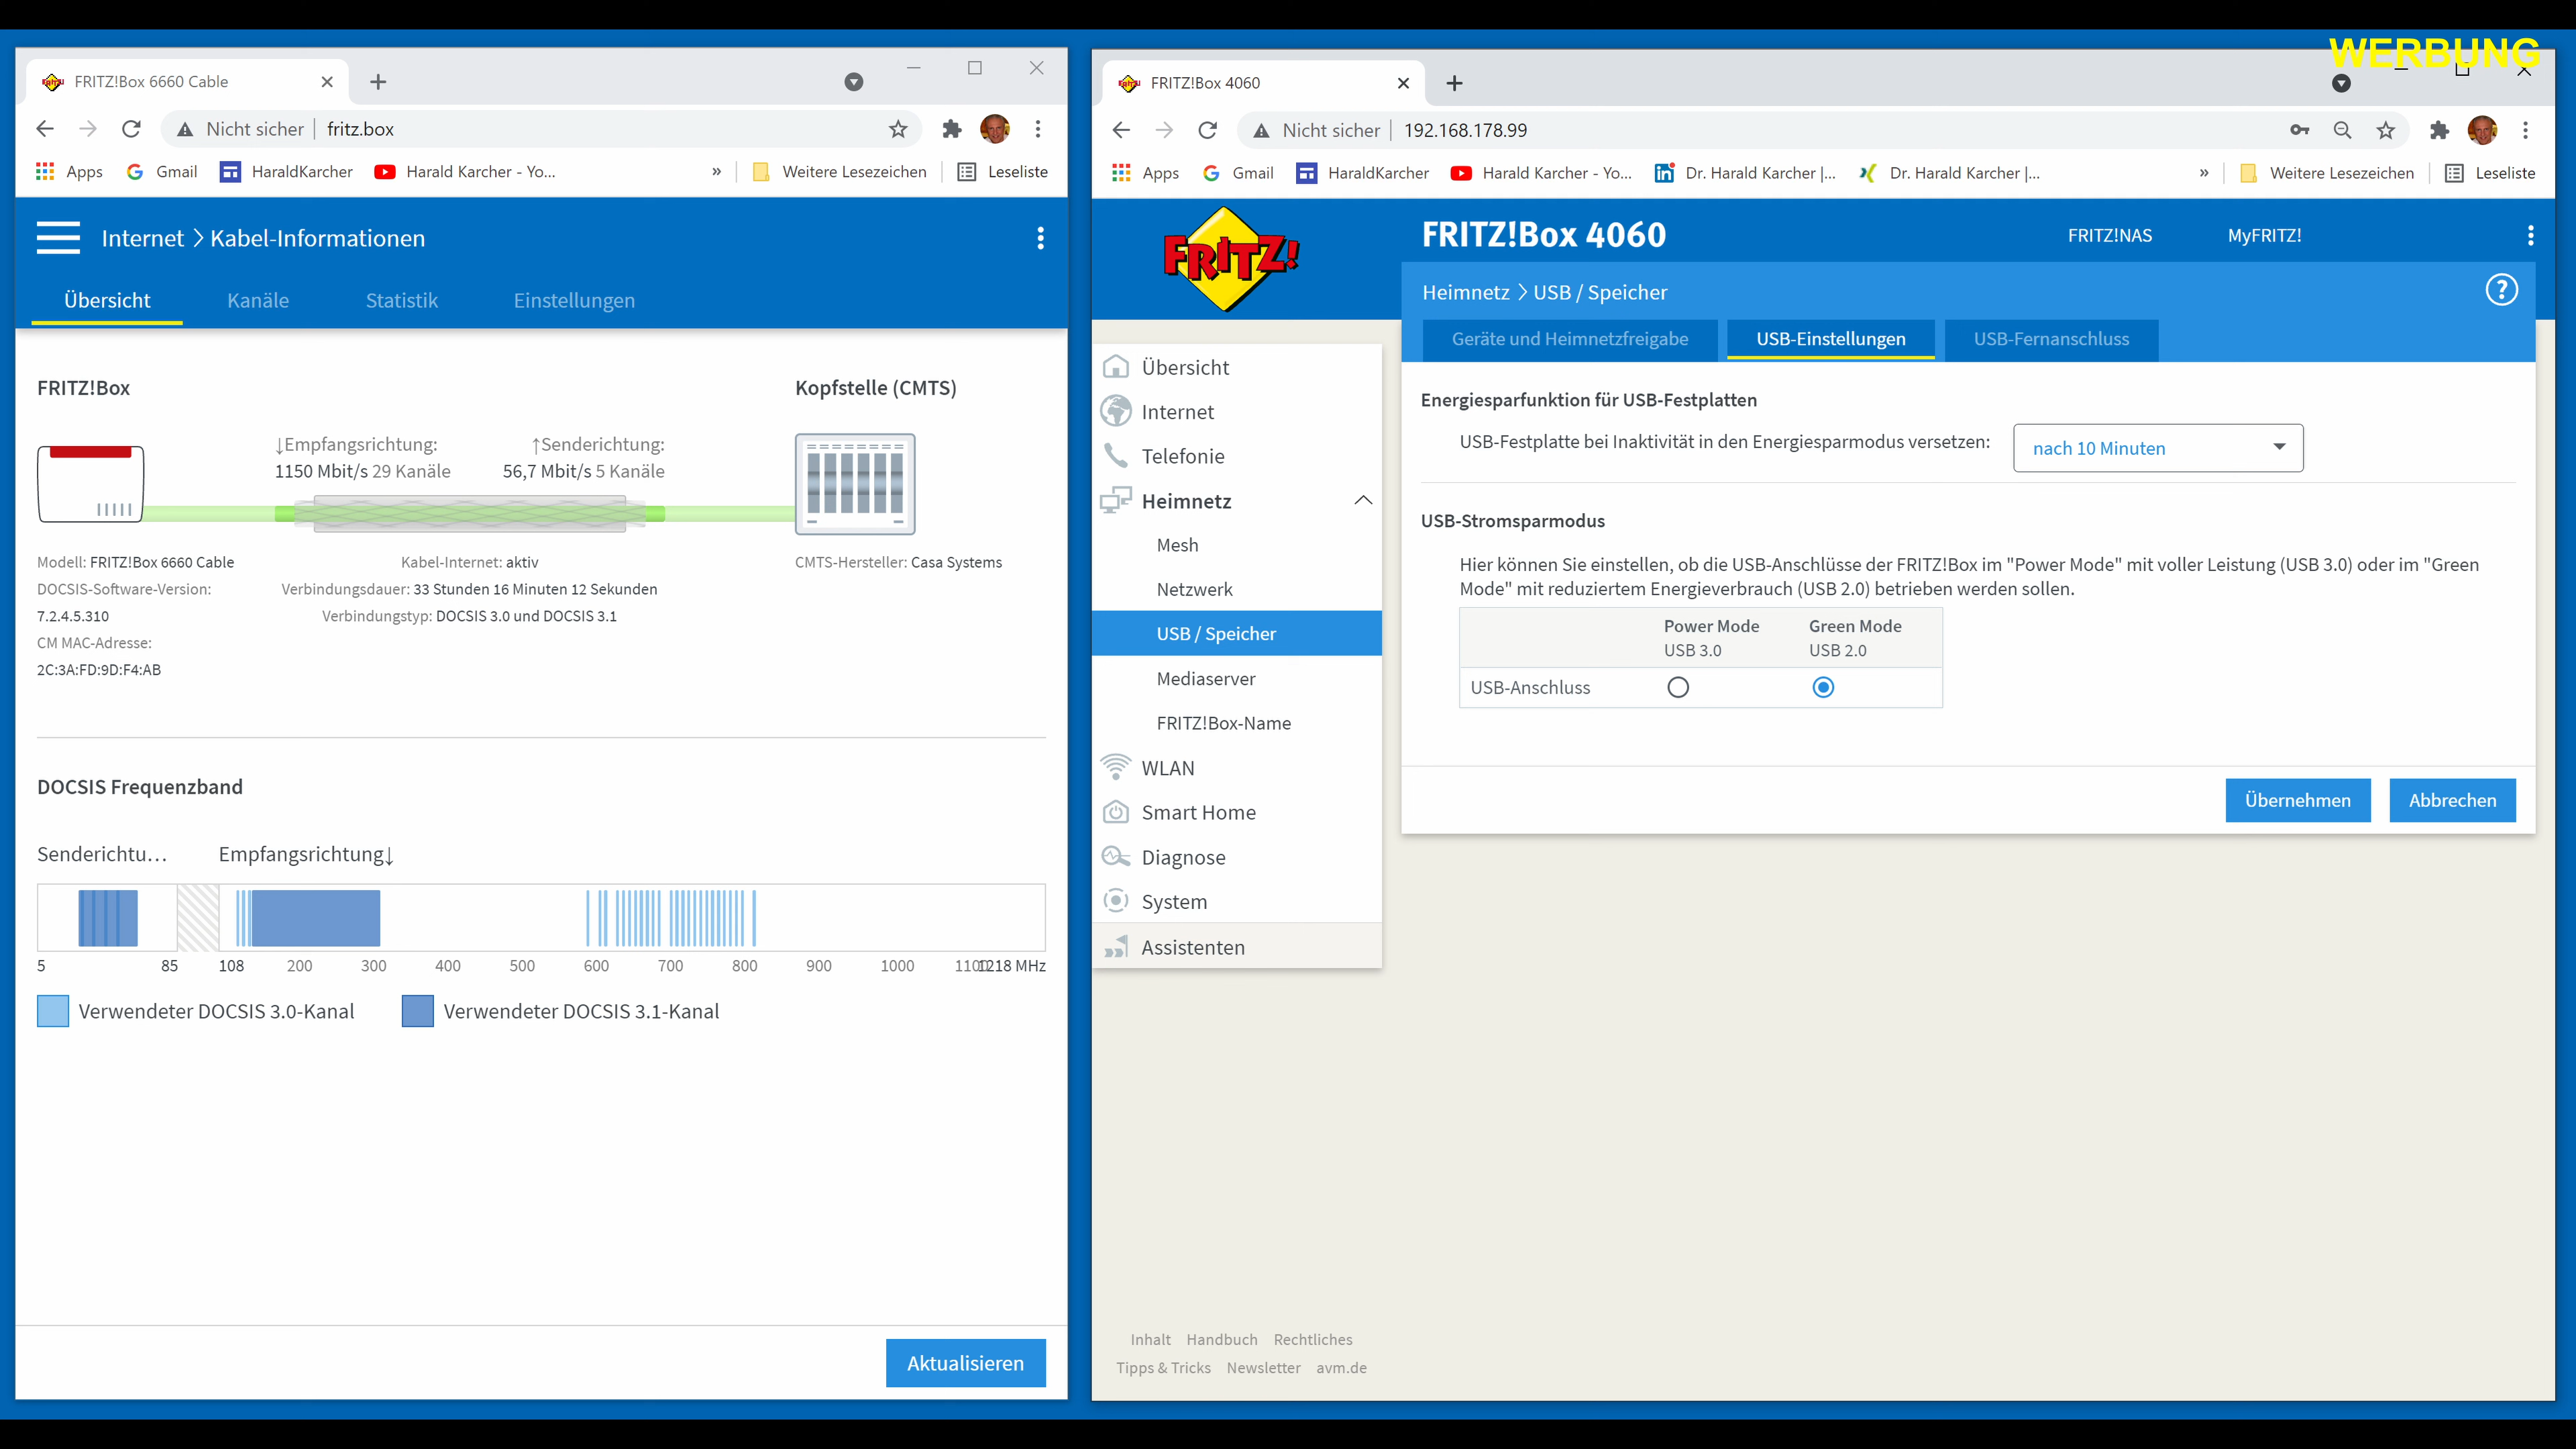 WERBUNG
FRITZ!Box 6660 Cable
Nicht sicher | fritz.box
Apps Gmail HaraldKarcher Harald Karcher - Yo... » Weitere Lesezeichen Leseliste
Internet > Kabel-Informationen
Übersicht Kanäle Statistik Einstellungen
FRITZ!Box Kopfstelle (CMTS)
↓Empfangsrichtung: ↑Senderichtung:
1150 Mbit/s 29 Kanäle 56,7 Mbit/s 5 Kanäle
Modell: FRITZ!Box 6660 Cable Kabel-Internet: aktiv CMTS-Hersteller: Casa Systems
DOCSIS-Software-Version: Verbindungsdauer: 33 Stunden 16 Minuten 12 Sekunden
7.2.4.5.310 Verbindungstyp: DOCSIS 3.0 und DOCSIS 3.1
CM MAC-Adresse:
2C:3A:FD:9D:F4:AB
DOCSIS Frequenzband
Senderichtu... Empfangsrichtung↓
5 85 108 200 300 400 500 600 700 800 900 1000 1100 1218 MHz
Verwendeter DOCSIS 3.0-Kanal Verwendeter DOCSIS 3.1-Kanal
Aktualisieren
FRITZ!Box 4060
Nicht sicher | 192.168.178.99
Apps Gmail HaraldKarcher Harald Karcher - Yo... Dr. Harald Karcher |... Dr. Harald Karcher |... » Weitere Lesezeichen Leseliste
FRITZ!
FRITZ!Box 4060 FRITZ!NAS MyFRITZ!
Heimnetz > USB / Speicher
Geräte und Heimnetzfreigabe USB-Einstellungen USB-Fernanschluss
Übersicht
Internet
Telefonie
Heimnetz
Mesh
Netzwerk
USB / Speicher
Mediaserver
FRITZ!Box-Name
WLAN
Smart Home
Diagnose
System
Assistenten
Energiesparfunktion für USB-Festplatten
USB-Festplatte bei Inaktivität in den Energiesparmodus versetzen: nach 10 Minuten
USB-Stromsparmodus
Hier können Sie einstellen, ob die USB-Anschlüsse der FRITZ!Box im "Power Mode" mit voller Leistung (USB 3.0) oder im "Green
Mode" mit reduziertem Energieverbrauch (USB 2.0) betrieben werden sollen.
Power Mode Green Mode
USB 3.0 USB 2.0
USB-Anschluss
Übernehmen Abbrechen
Inhalt Handbuch Rechtliches
Tipps & Tricks Newsletter avm.de